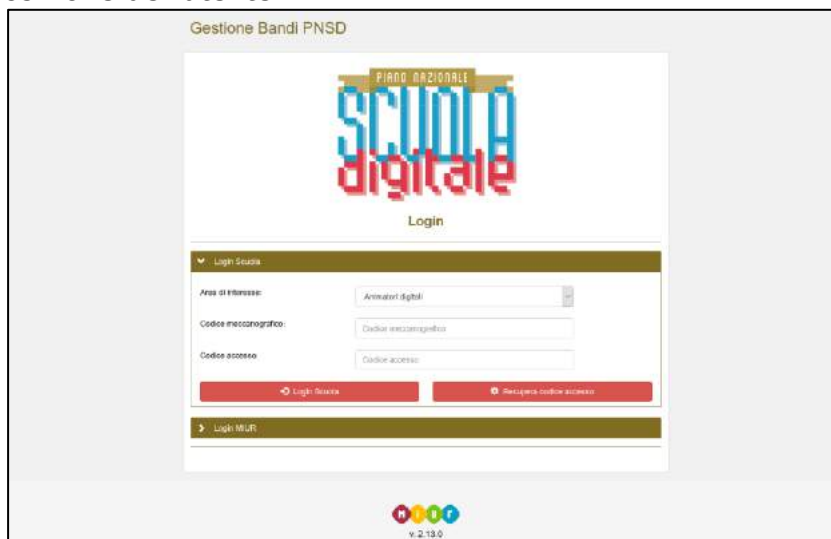 Gestione Bandi PNSD
PIANO NAZIONALE
SCUOLA
digitale
Login
Login Scuola
Area di interesse: Animatori digitali
Codice meccanografico: Codice meccanografico
Codice accesso Codice accesso
Login Scuola Recupera codice accesso
Login MIUR
MIUR
v. 2.13.0